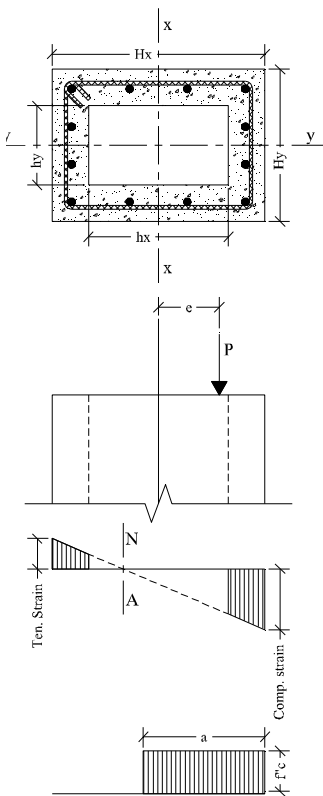 x
Hx
y
y
hy
Hy
hx
x
e
P
N
A
Ten. Strain
Comp. strain
a
f"c